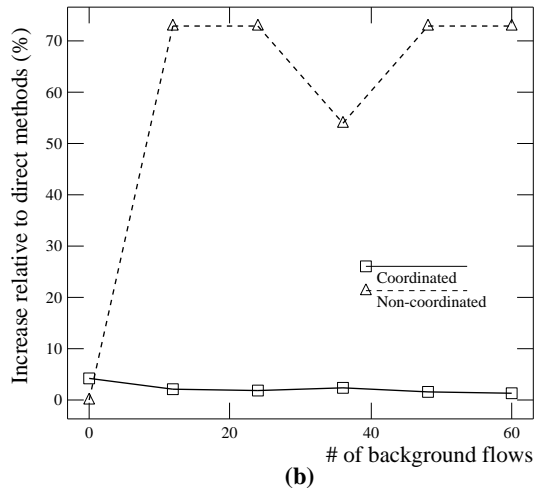 Increase relative to direct methods (%)
70
60
50
40
30
20
10
0
Coordinated
Non-coordinated
0
20
40
60
# of background flows
(b)